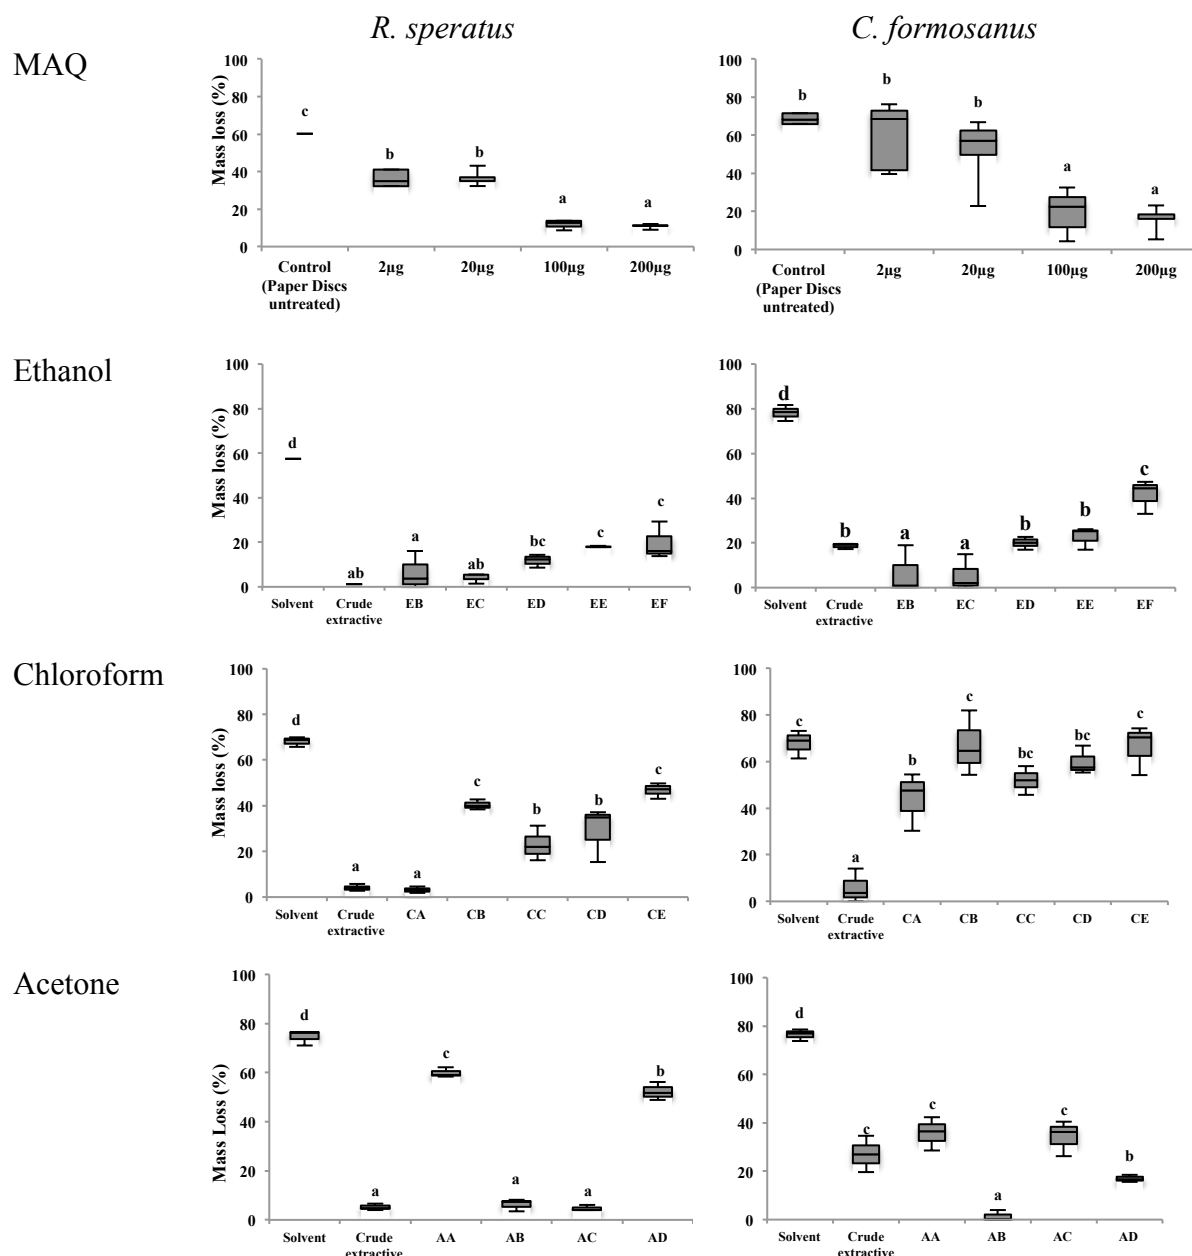 R. speratus
C. formosanus
MAQ
Mass loss (%)
100
80
60
40
20
0
c
b
b
a
a
Control
(Paper Discs
untreated)
2µg
20µg
100µg
200µg
100
80
60
40
20
0
b
b
b
a
a
Control
(Paper Discs
untreated)
2µg
20µg
100µg
200µg
Ethanol
Mass loss (%)
100
80
60
40
20
0
d
ab
a
ab
bc
c
c
Solvent
Crude
extractive
EB
EC
ED
EE
EF
100
80
60
40
20
0
d
b
a
a
b
b
c
Solvent
Crude
extractive
EB
EC
ED
EE
EF
Chloroform
Mass loss (%)
100
80
60
40
20
0
d
a
a
c
b
b
c
Solvent
Crude
extractive
CA
CB
CC
CD
CE
100
80
60
40
20
0
c
a
b
c
bc
bc
c
Solvent
Crude
extractive
CA
CB
CC
CD
CE
Acetone
Mass Loss (%)
100
80
60
40
20
0
d
a
c
a
a
b
Solvent
Crude
extractive
AA
AB
AC
AD
100
80
60
40
20
0
d
c
c
a
c
b
Solvent
Crude
extractive
AA
AB
AC
AD